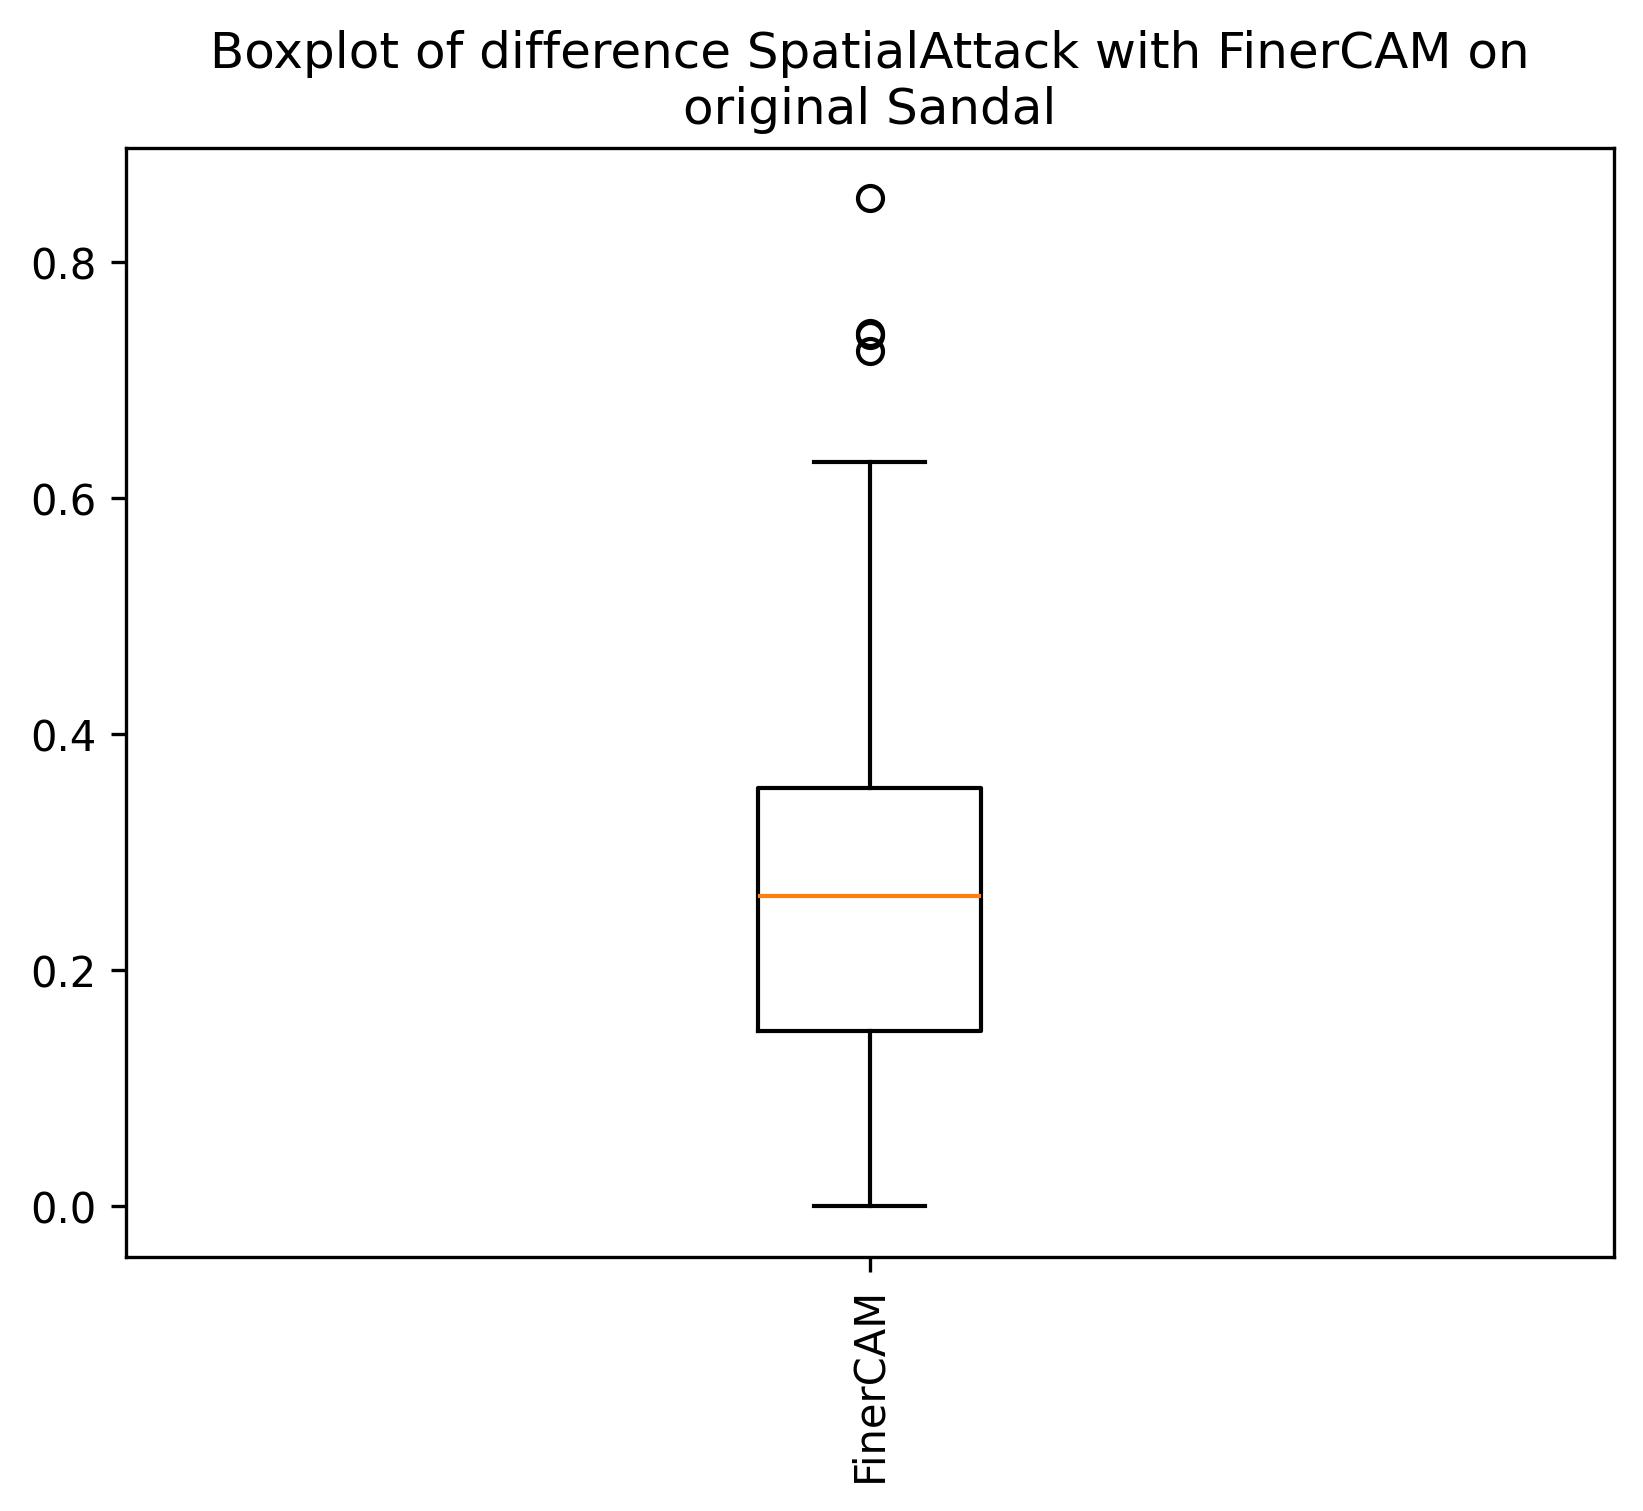 Boxplot of difference SpatialAttack with FinerCAM on
original Sandal
0.8
0.6
0.4
0.2
0.0
FinerCAM